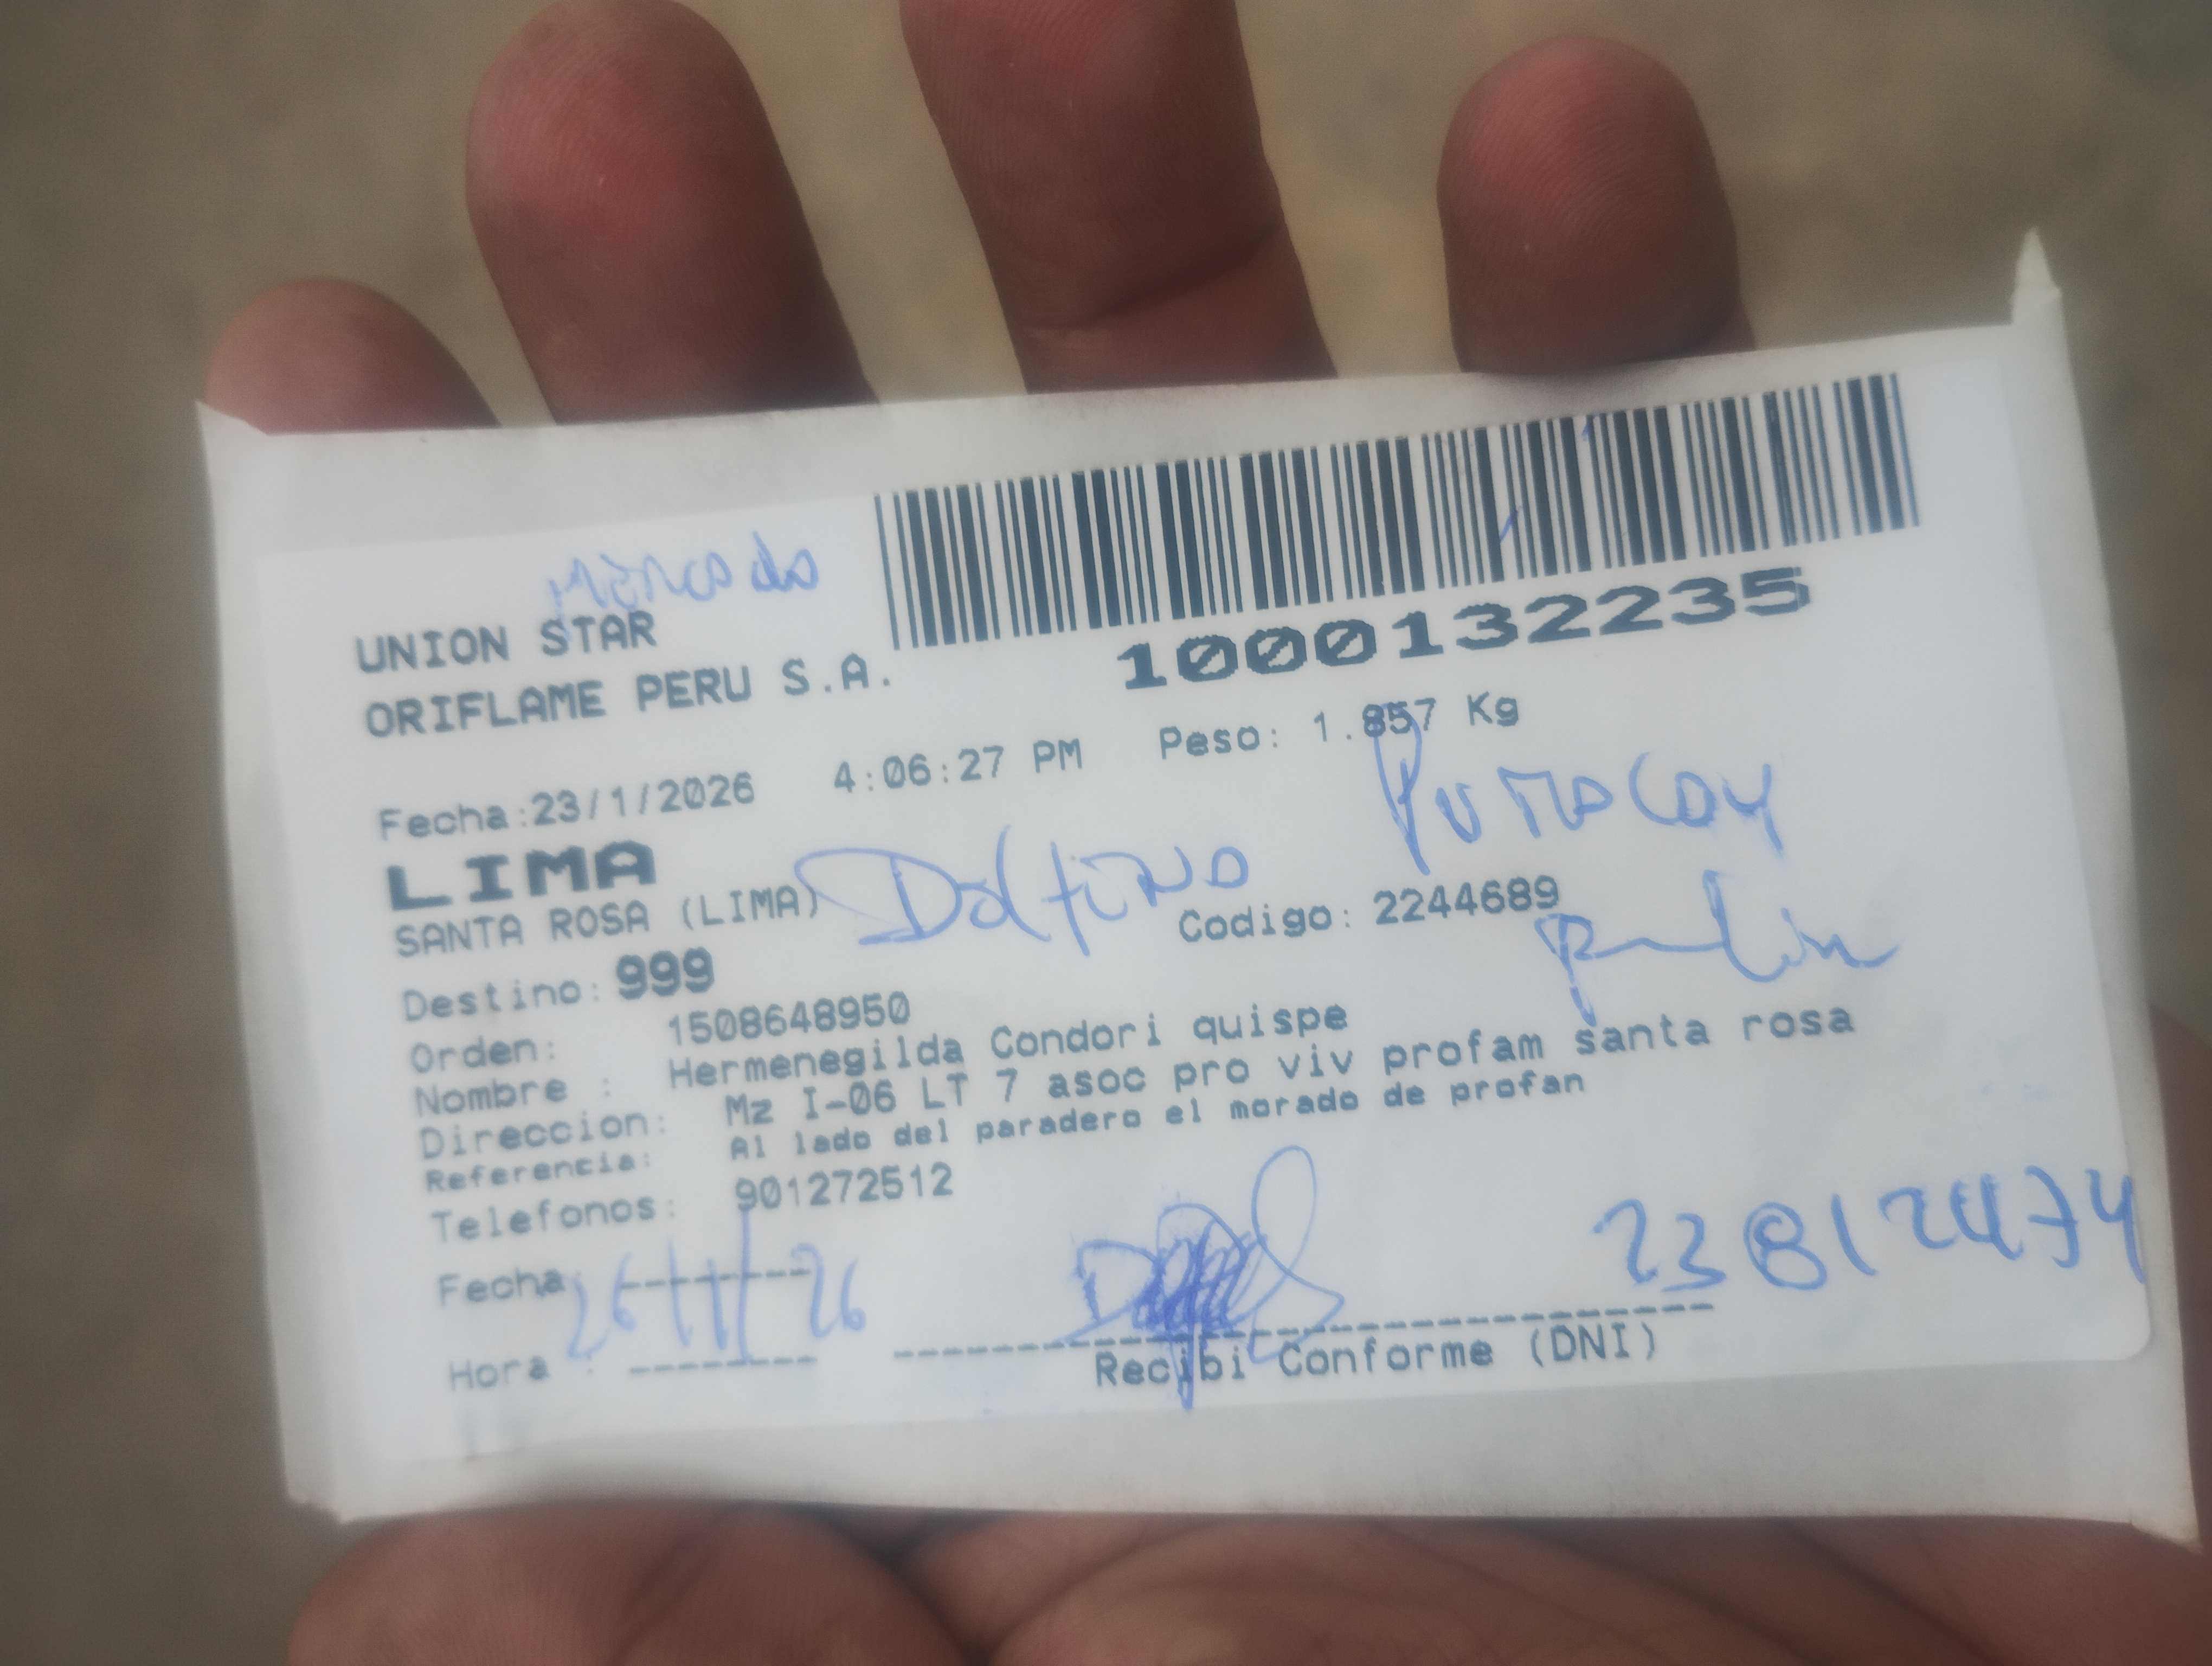 UNION STAR
ORIFLAME PERU S.A.
1000132235
Fecha:23/1/2026 4:06:27 PM Peso: 1.857 Kg
LIMA
Pumacay
SANTA ROSA (LIMA) Delfino
Codigo: 2244689
Destino: 999
Orden: 1508648950
Nombre : Hermenegilda Condori quispe
Direccion: Mz I-06 LT 7 asoc pro viv profam santa rosa
Referencia: Al lado del paradero el morado de profan
Telefonos: 901272512
23812474
Fecha 26/1/26
Hora :
Recibi Conforme (DNI)